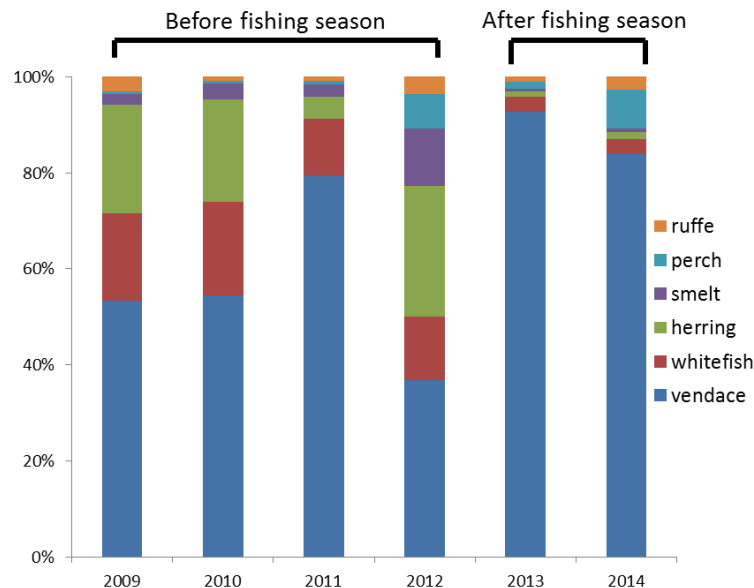 Before fishing season
After fishing season
100%
80%
60%
40%
20%
0%
ruffe
perch
smelt
herring
whitefish
vendace
2009 2010 2011 2012 2013 2014